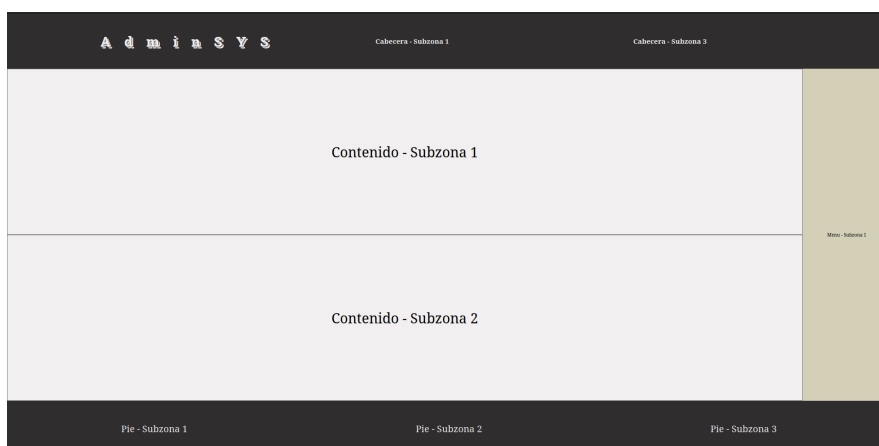 A d m i n S Y S
Cabecera - Subzona 1
Cabecera - Subzona 3
Contenido - Subzona 1
Menu - Subzona 1
Contenido - Subzona 2
Pie - Subzona 1
Pie - Subzona 2
Pie - Subzona 3